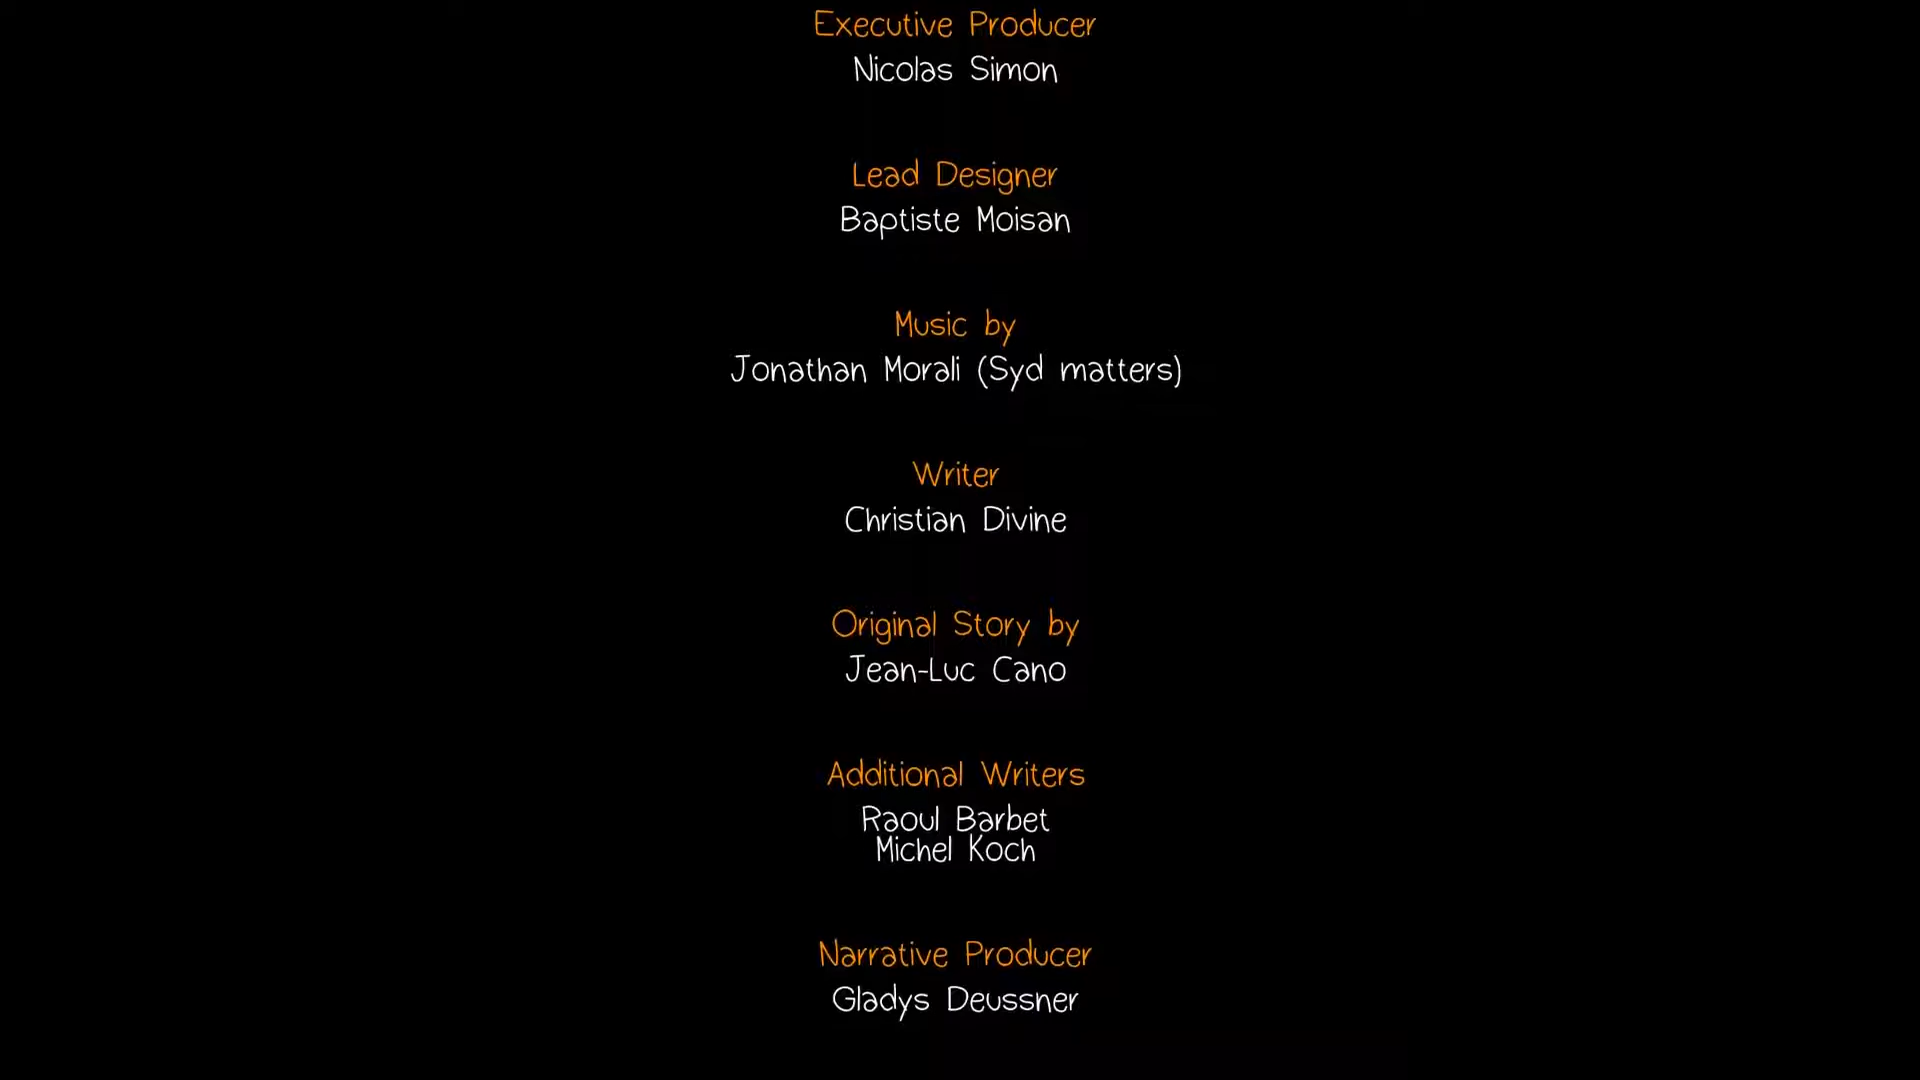 Executive Producer
Nicolas Simon
Lead Designer
Baptiste Moisan
Music by
Jonathan Morali (Syd matters)
Writer
Christian Divine
Original Story by
Jean-Luc Cano
Additional Writers
Raoul Barbet
Michel Koch
Narrative Producer
Gladys Deussner